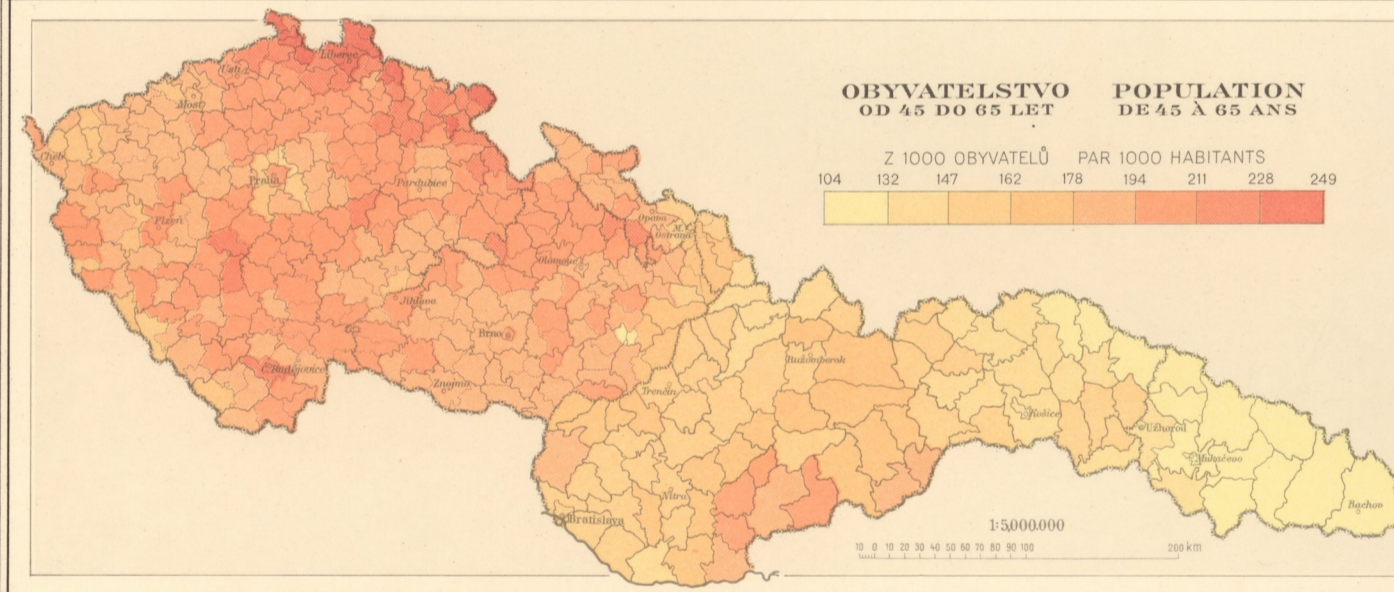 OBYVATELSTVO
OD 45 DO 65 LET
POPULATION
DE 45 À 65 ANS
Z 1000 OBYVATELŮ PAR 1000 HABITANTS
104 132 147 162 178 194 211 228 249
Liberec
Ústí
Most
Cheb
Praha
Pardubice
Plzeň
Opava
M. Ostrava
Olomouc
Jihlava
Brno
Č. Budějovice
Znojmo
Ružomberok
Trenčín
Košice
Užhorod
Mukačevo
Nitra
Bratislava
Rachov
1:5,000.000
10 0 10 20 30 40 50 60 70 80 90 100 200 km